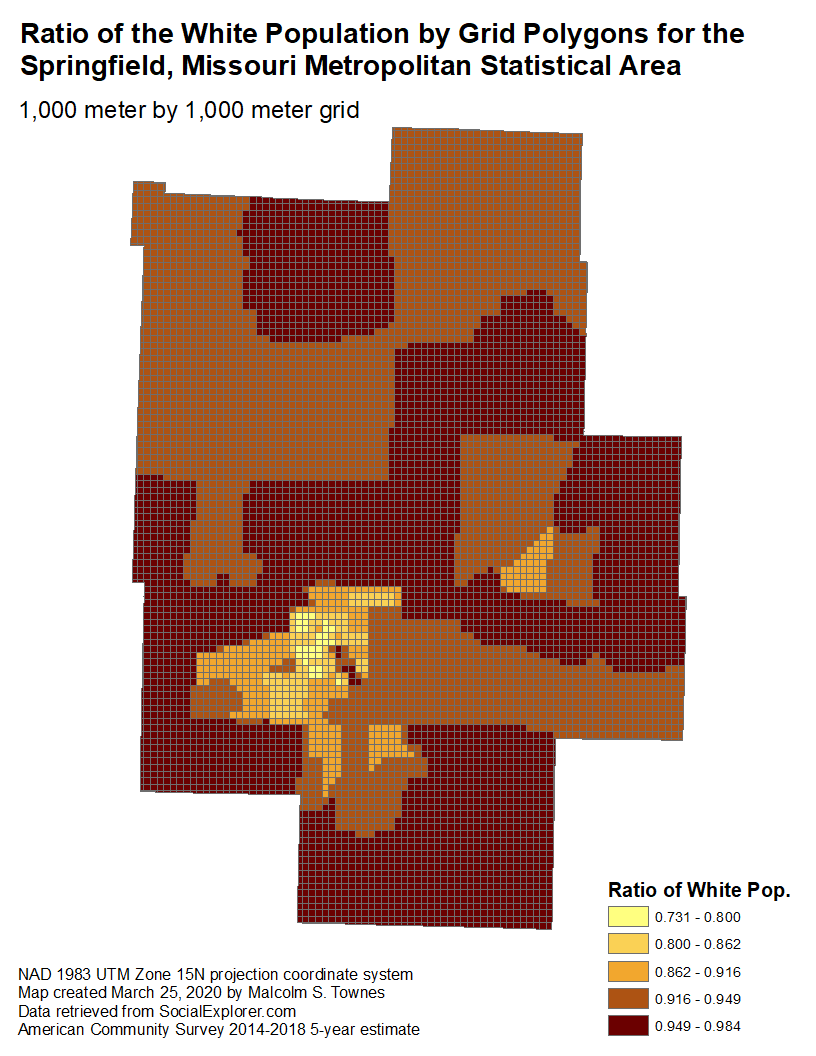 Ratio of the White Population by Grid Polygons for the
Springfield, Missouri Metropolitan Statistical Area
1,000 meter by 1,000 meter grid
Ratio of White Pop.
0.731 - 0.800
0.800 - 0.862
0.862 - 0.916
0.916 - 0.949
0.949 - 0.984
NAD 1983 UTM Zone 15N projection coordinate system
Map created March 25, 2020 by Malcolm S. Townes
Data retrieved from SocialExplorer.com
American Community Survey 2014-2018 5-year estimate